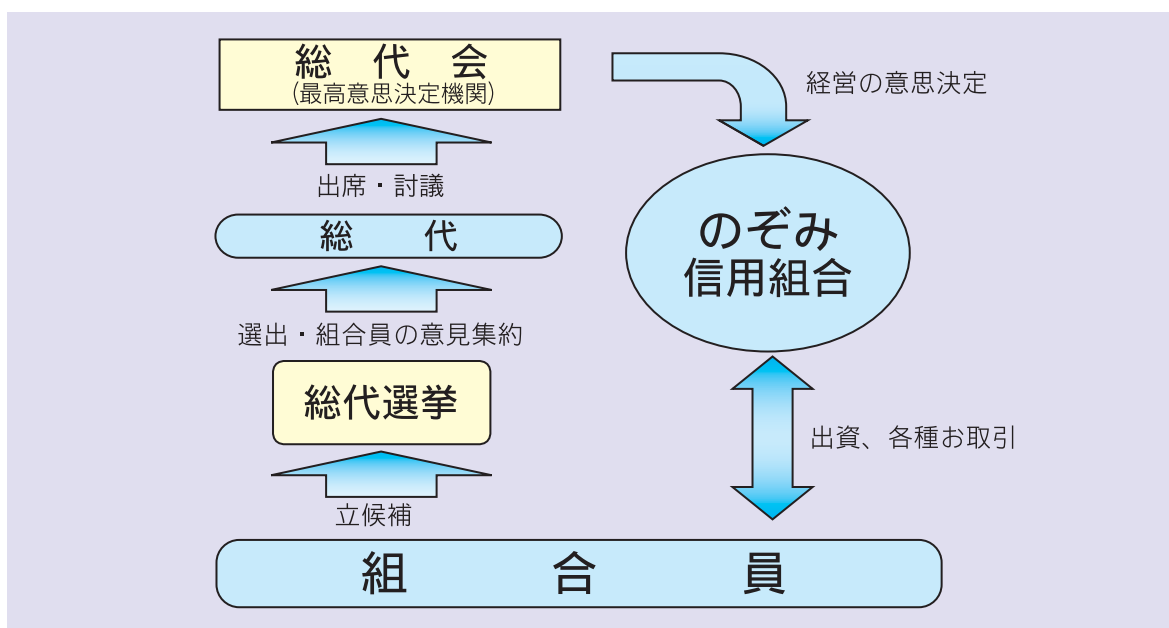 総代会
(最高意思決定機関)
経営の意思決定
出席・討議
総代
のぞみ
信用組合
選出・組合員の意見集約
総代選挙
出資、各種お取引
立候補
組合員